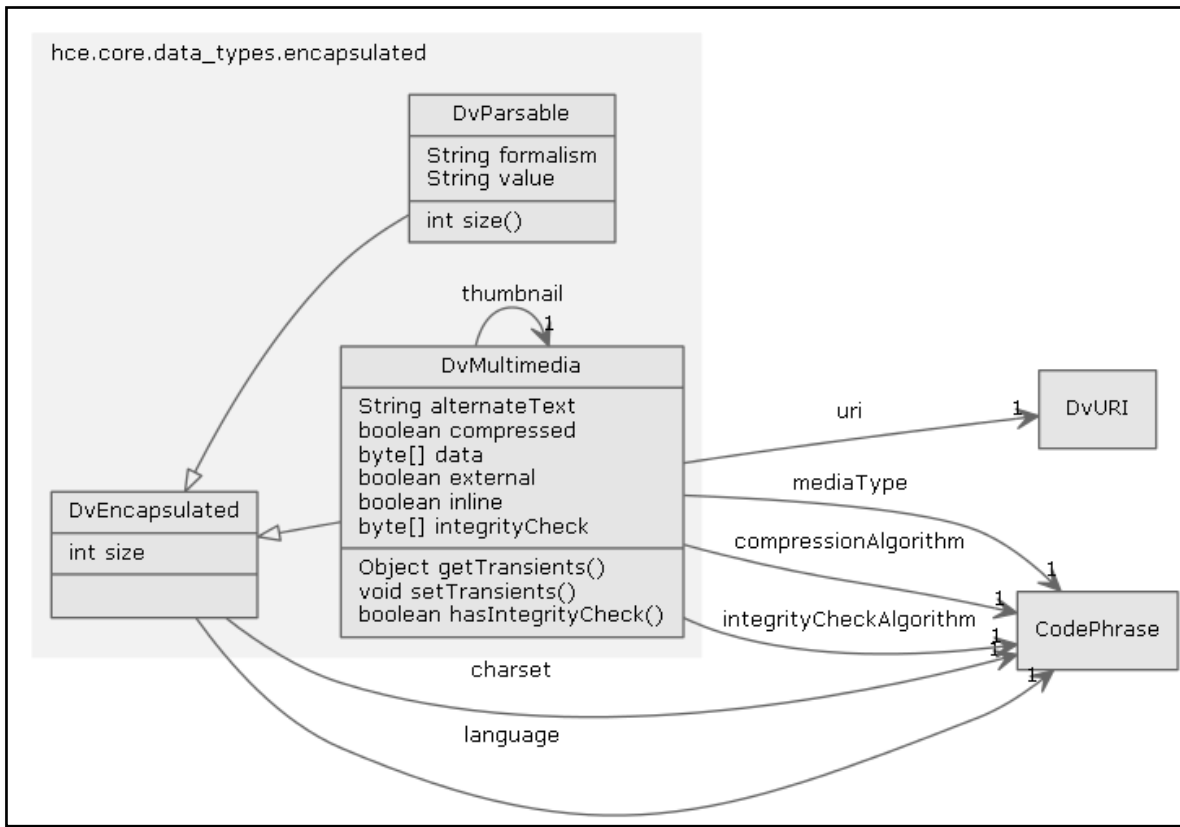 hce.core.data_types.encapsulated
DvParsable
String formalism
String value
int size()
thumbnail
1
DvMultimedia
String alternateText
boolean compressed
byte[] data
boolean external
boolean inline
byte[] integrityCheck
Object getTransients()
void setTransients()
boolean hasIntegrityCheck()
DvEncapsulated
int size
uri
1
DvURI
mediaType
1
compressionAlgorithm
1
integrityCheckAlgorithm
1
CodePhrase
charset
1
language
1